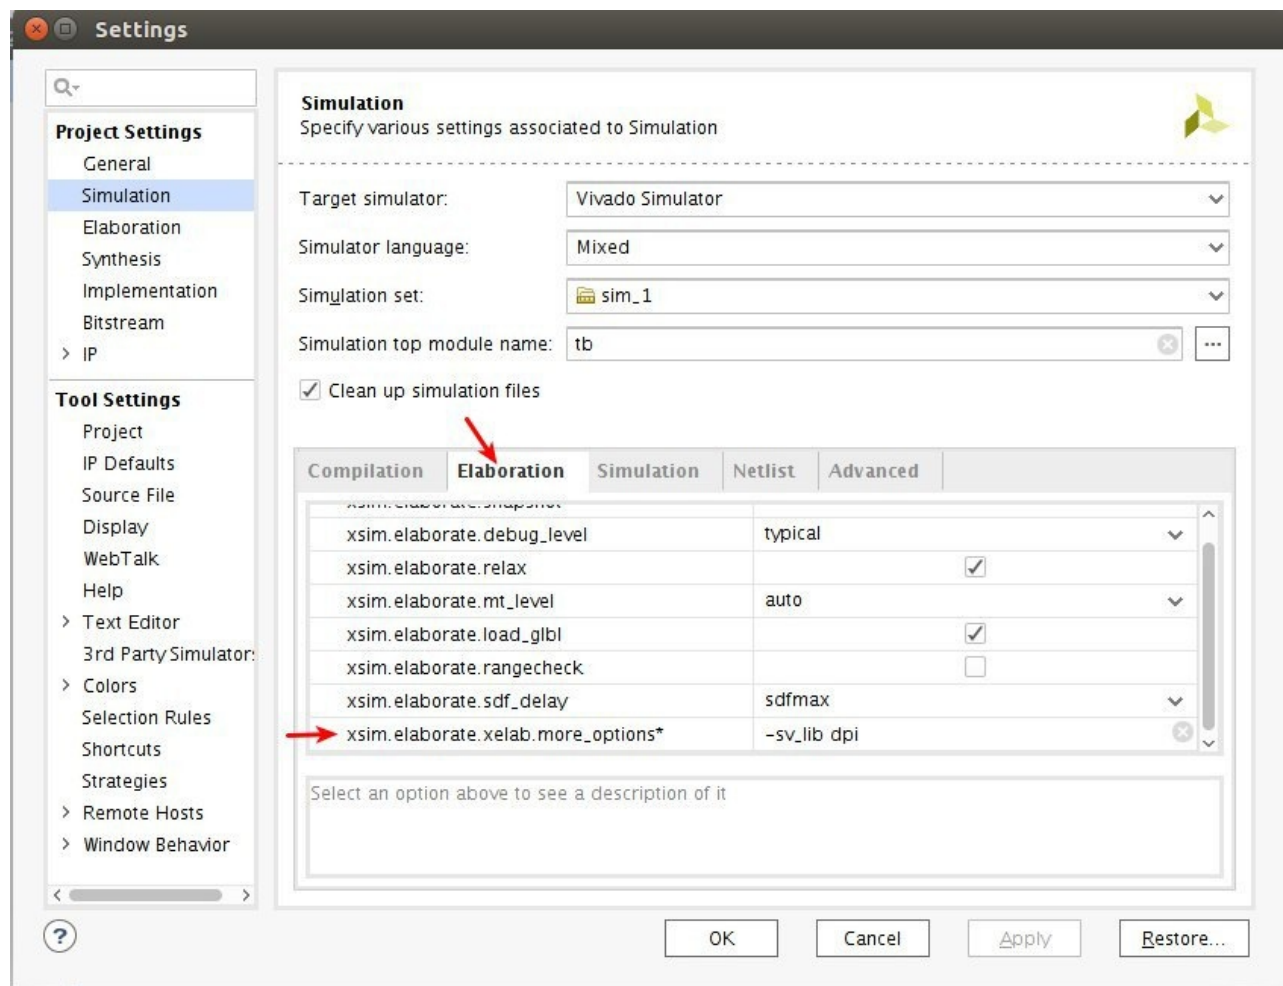 Settings
Project Settings
General
Simulation
Elaboration
Synthesis
Implementation
Bitstream
IP
Tool Settings
Project
IP Defaults
Source File
Display
WebTalk
Help
Text Editor
3rd Party Simulator
Colors
Selection Rules
Shortcuts
Strategies
Remote Hosts
Window Behavior
Simulation
Specify various settings associated to Simulation
Target simulator: Vivado Simulator
Simulator language: Mixed
Simulation set: sim_1
Simulation top module name: tb ...
Clean up simulation files
Compilation Elaboration Simulation Netlist Advanced
xsim.elaborate.snapshot
xsim.elaborate.debug_level typical
xsim.elaborate.relax
xsim.elaborate.mt_level auto
xsim.elaborate.load_glbl
xsim.elaborate.rangecheck
xsim.elaborate.sdf_delay sdfmax
xsim.elaborate.xelab.more_options* -sv_lib dpi
Select an option above to see a description of it
? OK Cancel Apply Restore...